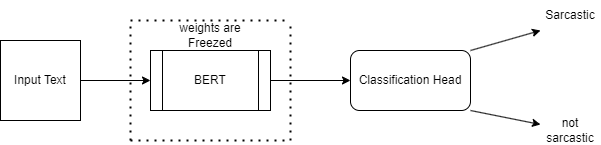 Sarcastic
weights are
Freezed
Input Text
BERT
Classification Head
not
sarcastic